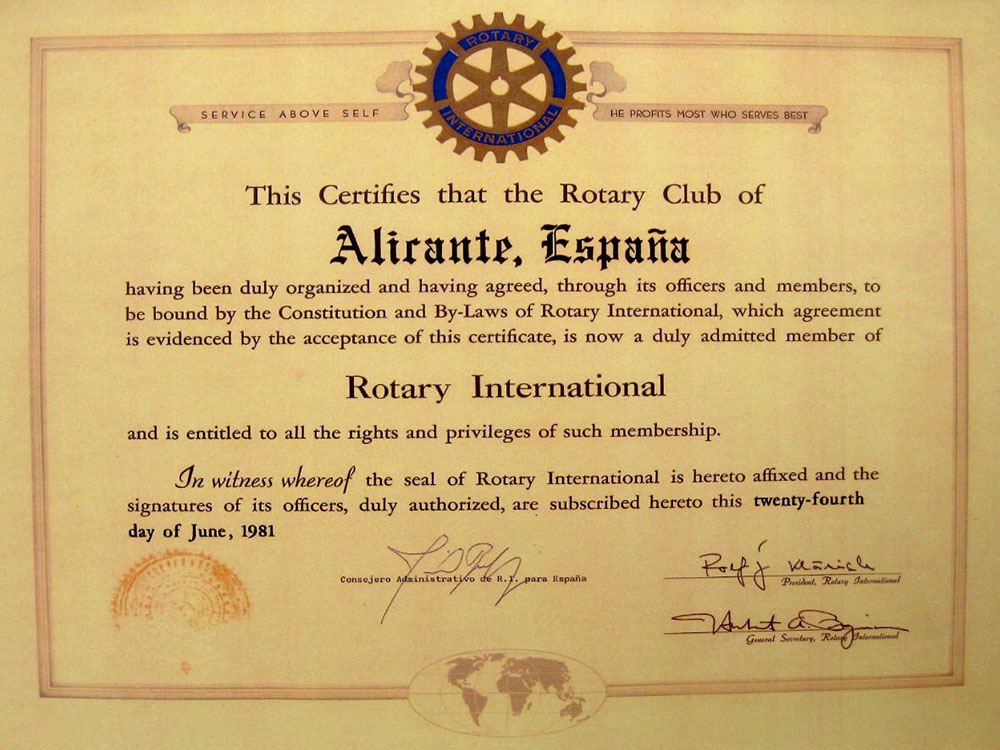 ROTARY
INTERNATIONAL
SERVICE ABOVE SELF
HE PROFITS MOST WHO SERVES BEST
This Certifies that the Rotary Club of
Alicante, España
having been duly organized and having agreed, through its officers and members, to
be bound by the Constitution and By-Laws of Rotary International, which agreement
is evidenced by the acceptance of this certificate, is now a duly admitted member of
Rotary International
and is entitled to all the rights and privileges of such membership.
In witness whereof the seal of Rotary International is hereto affixed and the
signatures of its officers, duly authorized, are subscribed hereto this twenty-fourth
day of June, 1981
Consejero Administrativo de R.I. para España
President, Rotary International
General Secretary, Rotary International